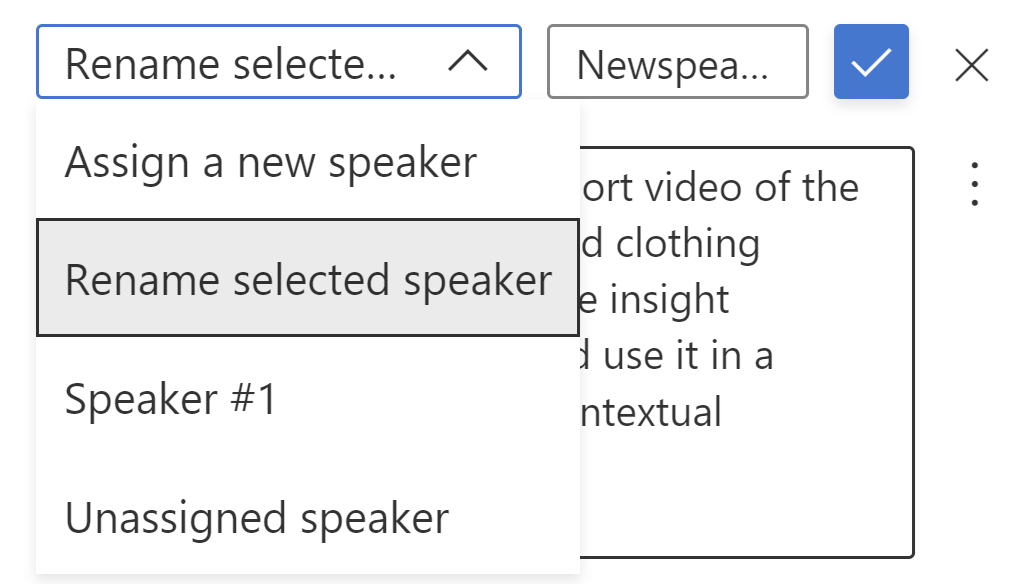 Rename selecte...
Newspea...
Assign a new speaker
Rename selected speaker
Speaker #1
Unassigned speaker
ort video of the
d clothing
e insight
d use it in a
ntextual